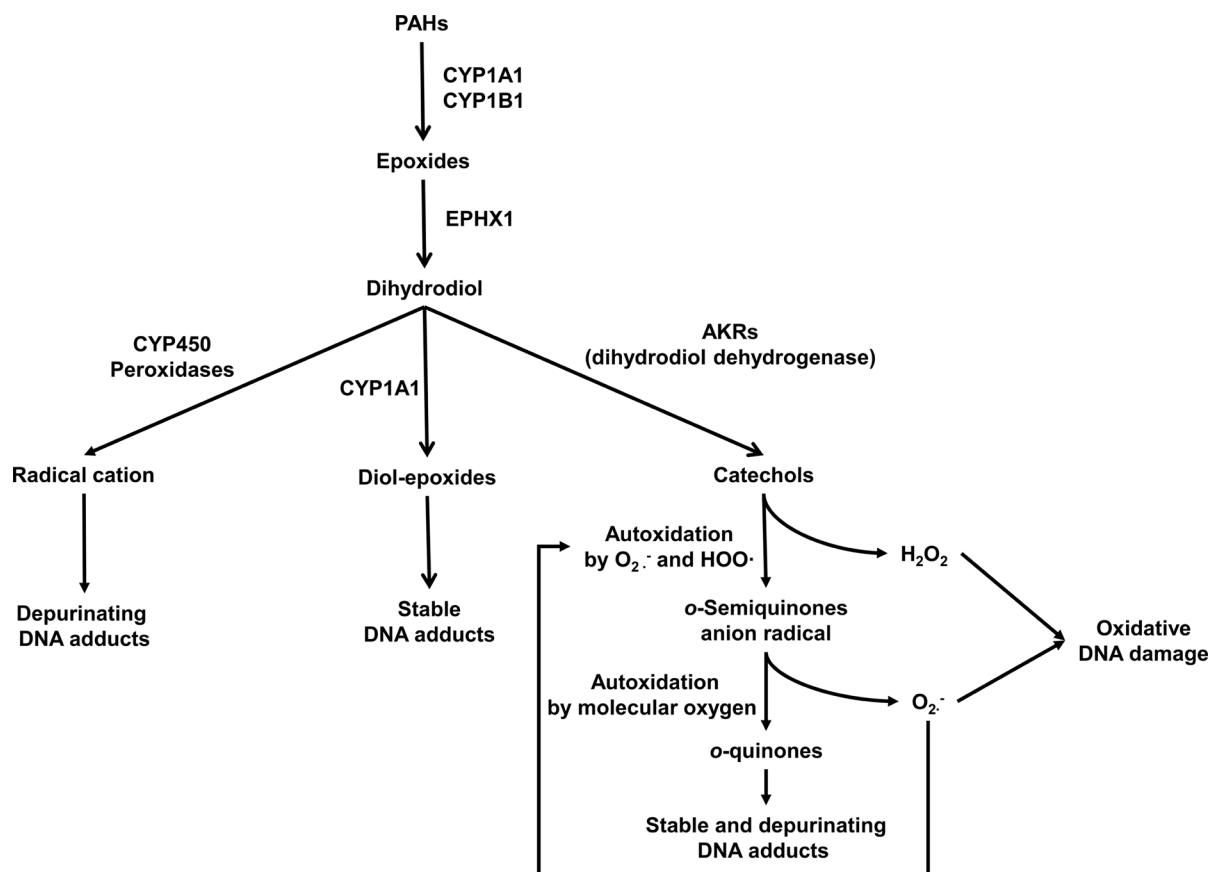 PAHs
CYP1A1
CYP1B1
Epoxides
EPHX1
Dihydrodiol
CYP450
Peroxidases
CYP1A1
AKRs
(dihydrodiol dehydrogenase)
Radical cation
Diol-epoxides
Catechols
Depurinating
DNA adducts
Stable
DNA adducts
Autoxidation
by O₂.⁻ and HOO·
H₂O₂
o-Semiquinones
anion radical
Oxidative
DNA damage
Autoxidation
by molecular oxygen
O₂.⁻
o-quinones
Stable and depurinating
DNA adducts